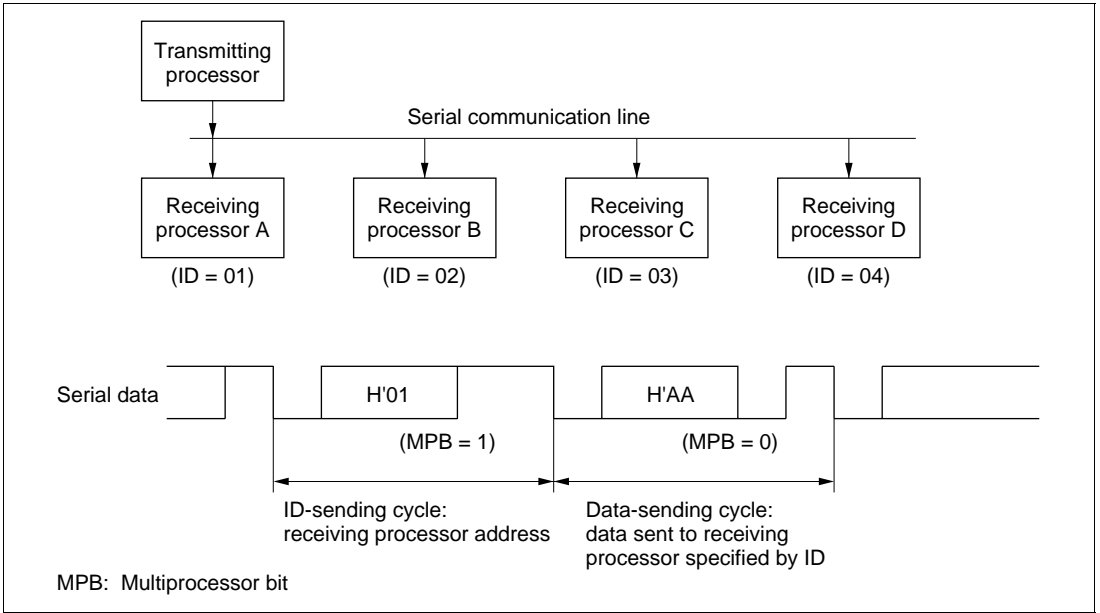 Transmitting
processor
Serial communication line
Receiving
processor A
Receiving
processor B
Receiving
processor C
Receiving
processor D
(ID = 01)
(ID = 02)
(ID = 03)
(ID = 04)
Serial data
H'01
H'AA
(MPB = 1)
(MPB = 0)
ID-sending cycle:
receiving processor address
Data-sending cycle:
data sent to receiving
processor specified by ID
MPB: Multiprocessor bit